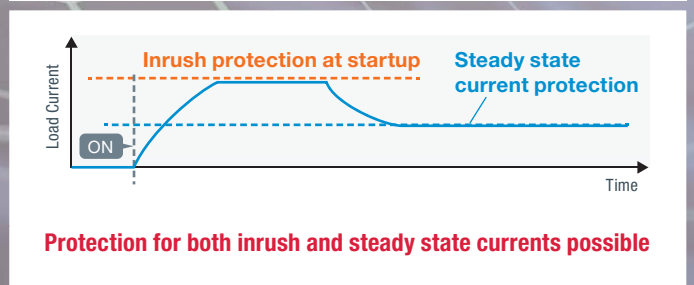 Inrush protection at startup
Steady state
current protection
Load Current
ON
Time
Protection for both inrush and steady state currents possible